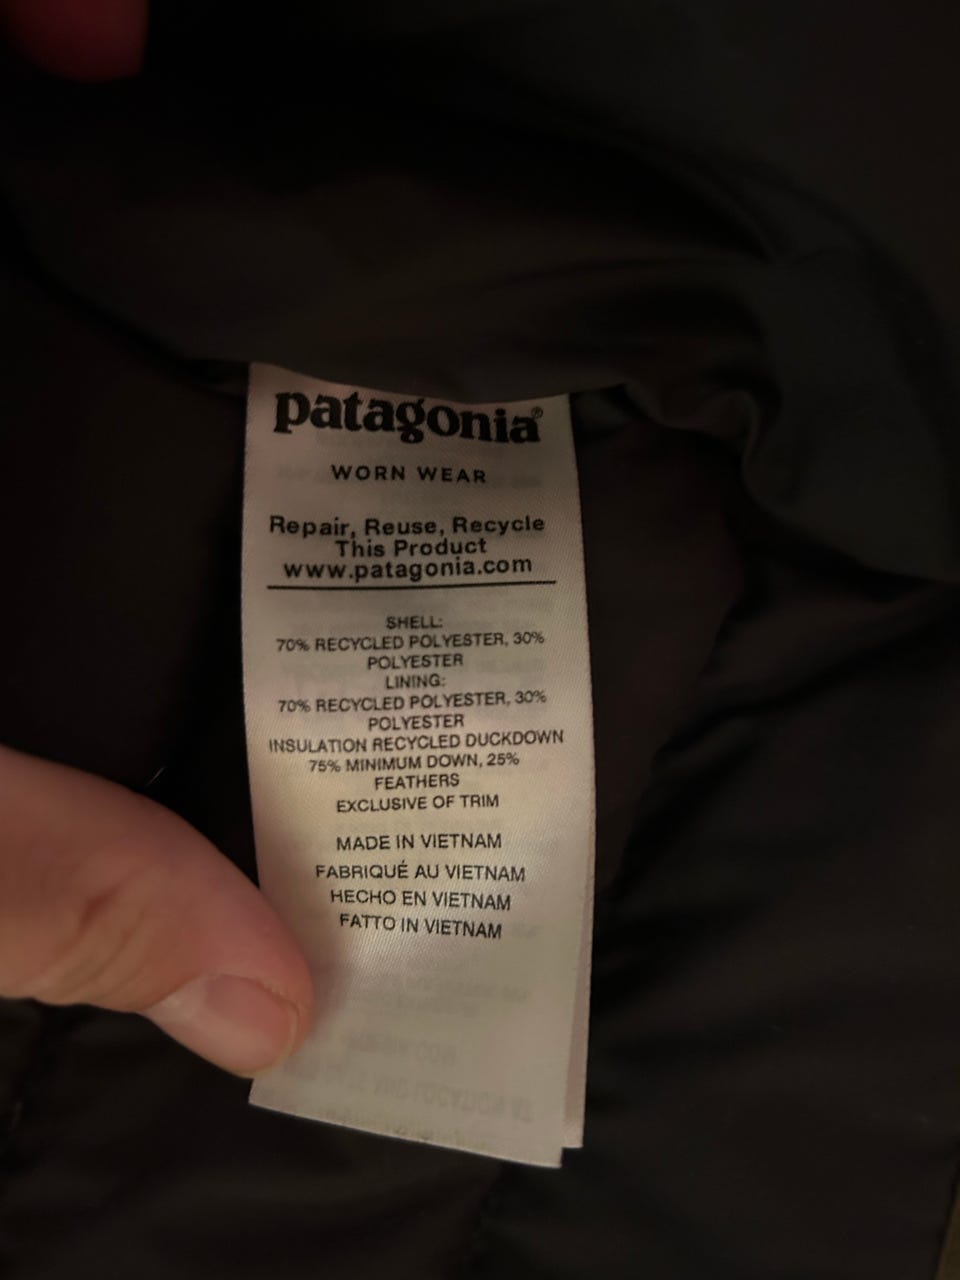 patagonia®
WORN WEAR
Repair, Reuse, Recycle
This Product
www.patagonia.com
SHELL:
70% RECYCLED POLYESTER, 30%
POLYESTER
LINING:
70% RECYCLED POLYESTER, 30%
POLYESTER
INSULATION RECYCLED DUCKDOWN
75% MINIMUM DOWN, 25%
FEATHERS
EXCLUSIVE OF TRIM
MADE IN VIETNAM
FABRIQUÉ AU VIETNAM
HECHO EN VIETNAM
FATTO IN VIETNAM